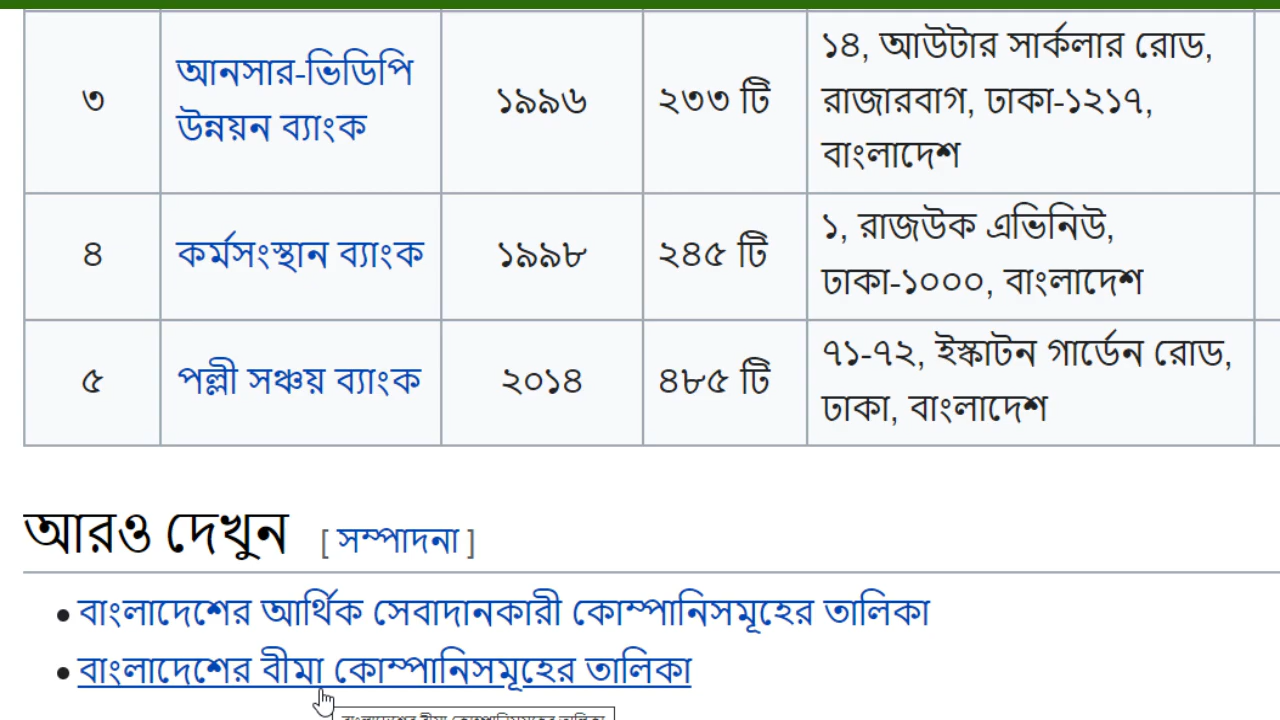 ৩
আনসার-ভিডিপি
উন্নয়ন ব্যাংক
১৯৯৬
২৩৩ টি
১৪, আউটার সার্কলার রোড,
রাজারবাগ, ঢাকা-১২১৭,
বাংলাদেশ
৪
কর্মসংস্থান ব্যাংক
১৯৯৮
২৪৫ টি
১, রাজউক এভিনিউ,
ঢাকা-১০০০, বাংলাদেশ
৫
পল্লী সঞ্চয় ব্যাংক
২০১৪
৪৮৫ টি
৭১-৭২, ইস্কাটন গার্ডেন রোড,
ঢাকা, বাংলাদেশ
আরও দেখুন [ সম্পাদনা ]
• বাংলাদেশের আর্থিক সেবাদানকারী কোম্পানিসমূহের তালিকা
• বাংলাদেশের বীমা কোম্পানিসমূহের তালিকা